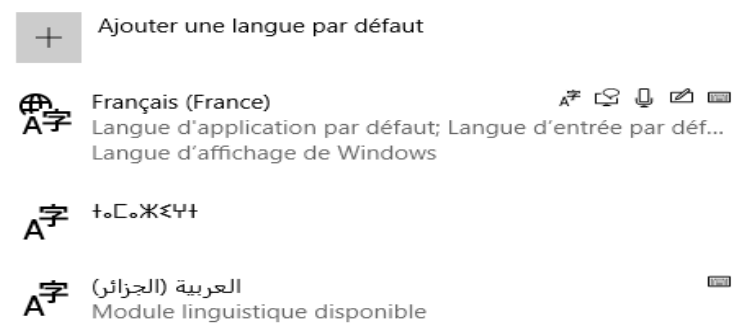 Ajouter une langue par défaut
Français (France)
Langue d'application par défaut; Langue d'entrée par déf...
Langue d'affichage de Windows
ⵜⴰⵎⴰⵣⵉⵖⵜ
العربية (الجزائر)
Module linguistique disponible